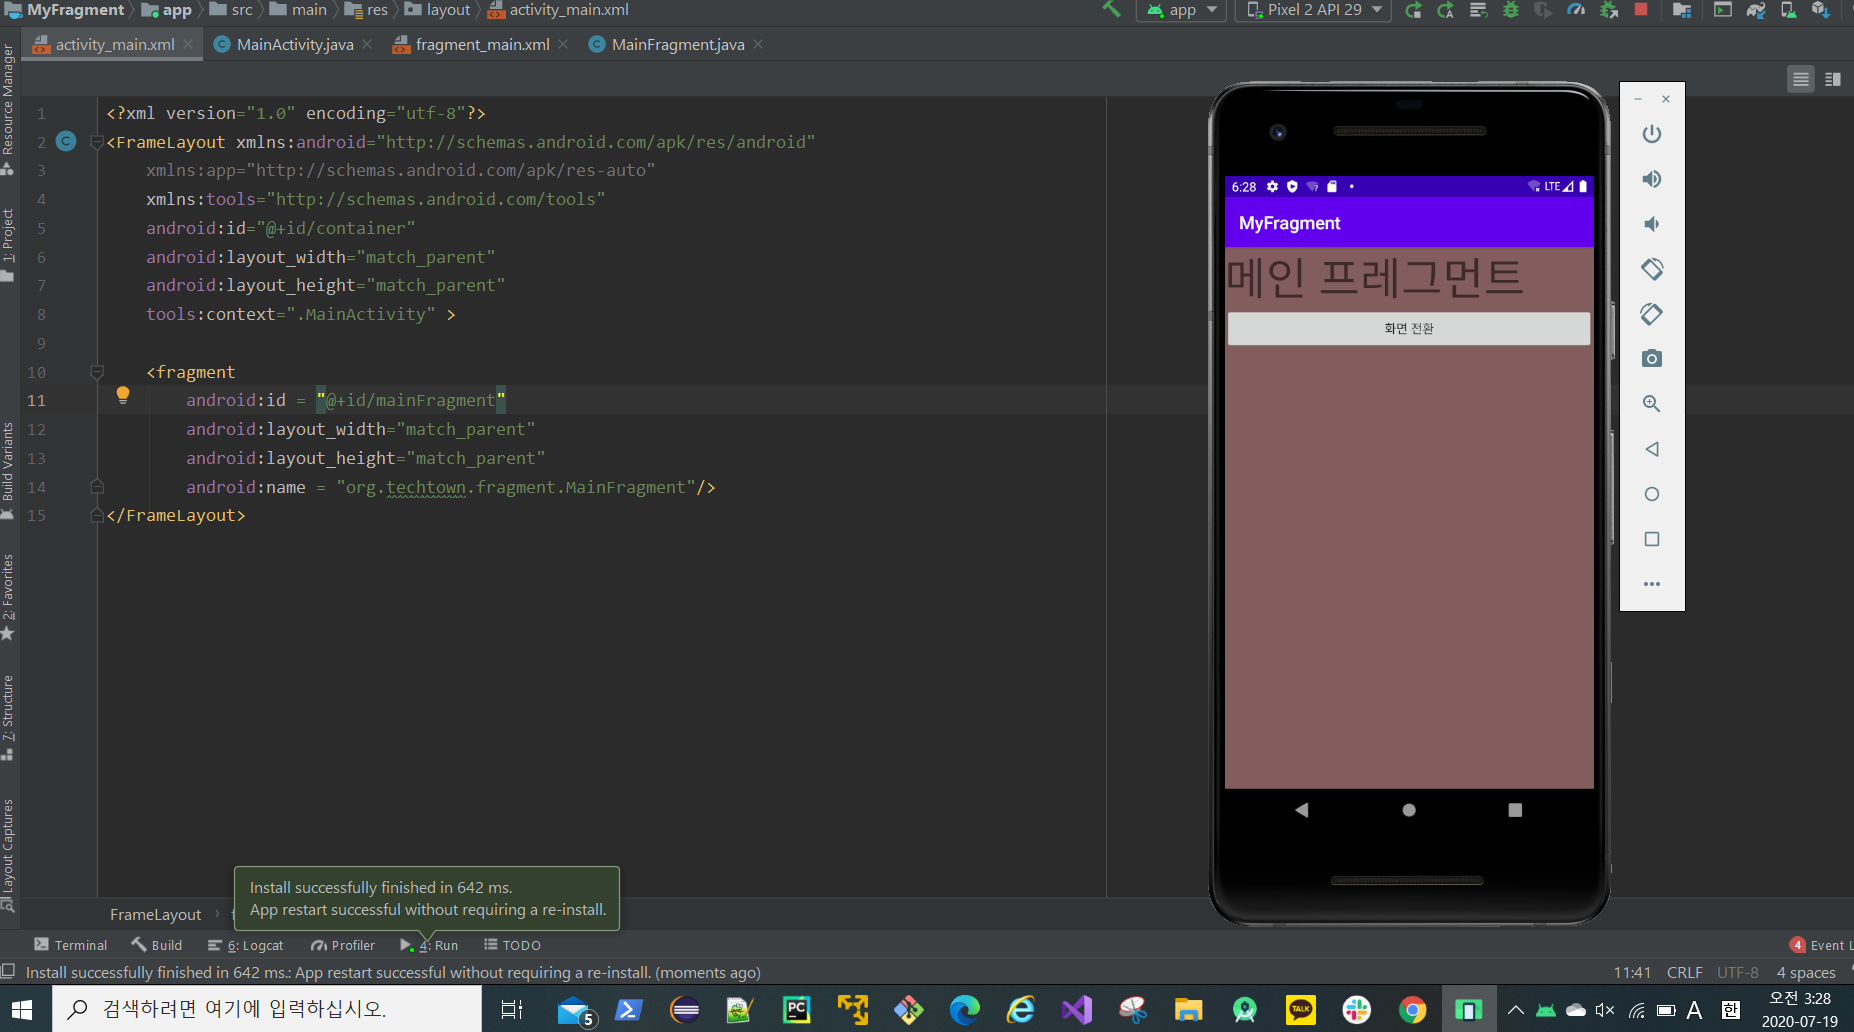 MyFragment app src main res layout activity_main.xml
app Pixel 2 API 29
activity_main.xml MainActivity.java fragment_main.xml MainFragment.java
Resource Manager
1: Project
Build Variants
2: Favorites
7: Structure
Layout Captures
1 <?xml version="1.0" encoding="utf-8"?>
2 <FrameLayout xmlns:android="http://schemas.android.com/apk/res/android"
3 xmlns:app="http://schemas.android.com/apk/res-auto"
4 xmlns:tools="http://schemas.android.com/tools"
5 android:id="@+id/container"
6 android:layout_width="match_parent"
7 android:layout_height="match_parent"
8 tools:context=".MainActivity" >
9
10 <fragment
11 android:id = "@+id/mainFragment"
12 android:layout_width="match_parent"
13 android:layout_height="match_parent"
14 android:name = "org.techtown.fragment.MainFragment"/>
15 </FrameLayout>
6:28 LTE
MyFragment
메인 프레그먼트
화면 전환
Install successfully finished in 642 ms.
App restart successful without requiring a re-install.
FrameLayout
Terminal Build 6: Logcat Profiler 4: Run TODO
4 Event L
Install successfully finished in 642 ms.: App restart successful without requiring a re-install. (moments ago)
11:41 CRLF UTF-8 4 spaces
검색하려면 여기에 입력하십시오.
5
PC
TALK
A 한
오전 3:28
2020-07-19